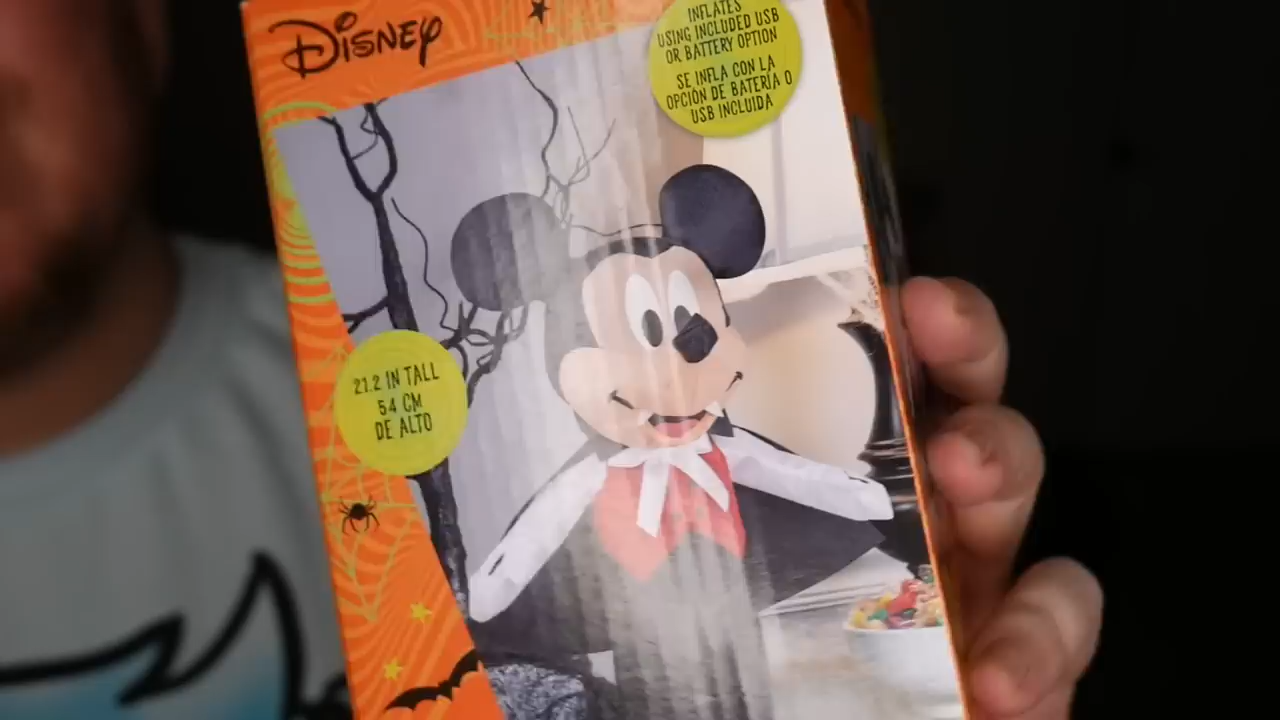 Disney
INFLATES
USING INCLUDED USB
OR BATTERY OPTION
SE INFLA CON LA
OPCIÓN DE BATERÍA O
USB INCLUIDA
21.2 IN TALL
54 CM
DE ALTO